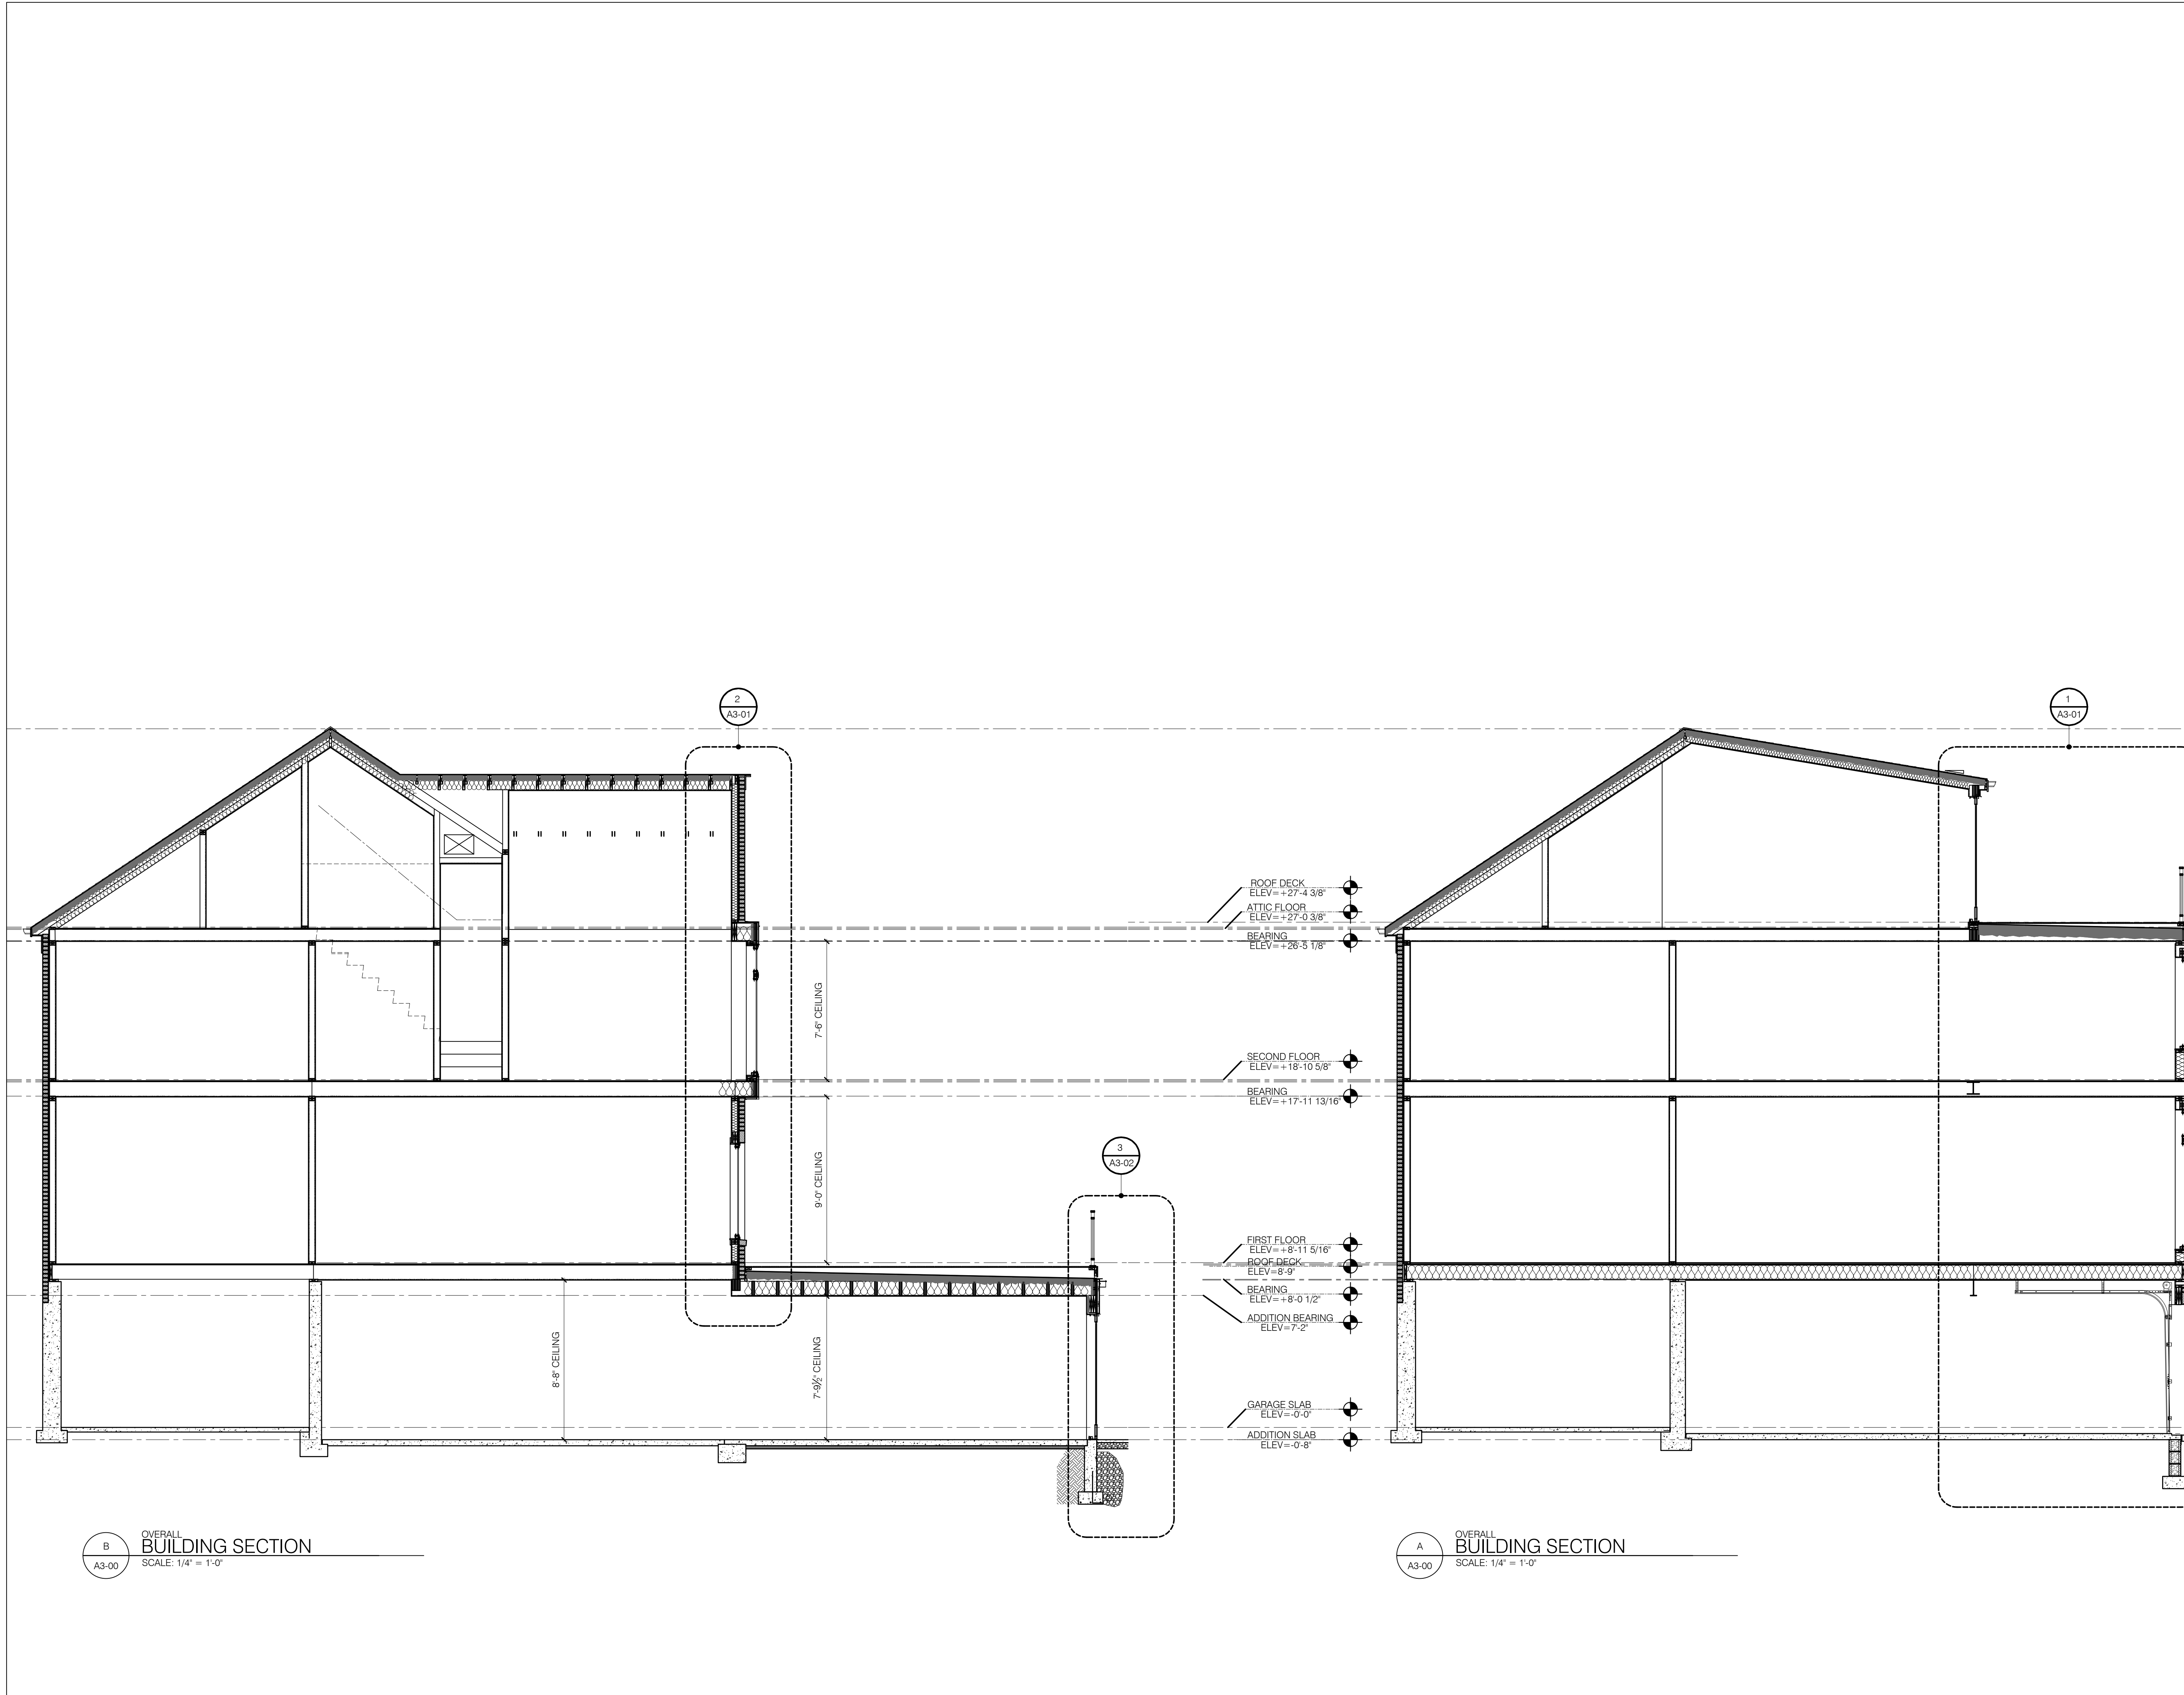 2
A3-01
1
A3-01
ROOF DECK
ELEV=+27'-4 3/8"
ATTIC FLOOR
ELEV=+27'-0 3/8"
BEARING
ELEV=+26'-5 1/8"
7'-6" CEILING
SECOND FLOOR
ELEV=+18'-10 5/8"
BEARING
ELEV=+17'-11 13/16"
3
A3-02
9'-0" CEILING
FIRST FLOOR
ELEV=+8'-11 5/16"
ROOF DECK
ELEV=8'-9"
BEARING
ELEV=+8'-0 1/2"
ADDITION BEARING
ELEV=7'-2"
8'-8" CEILING
7'-9½" CEILING
GARAGE SLAB
ELEV=-0'-0"
ADDITION SLAB
ELEV=-0'-8"
B
A3-00
OVERALL
BUILDING SECTION
SCALE: 1/4" = 1'-0"
A
A3-00
OVERALL
BUILDING SECTION
SCALE: 1/4" = 1'-0"